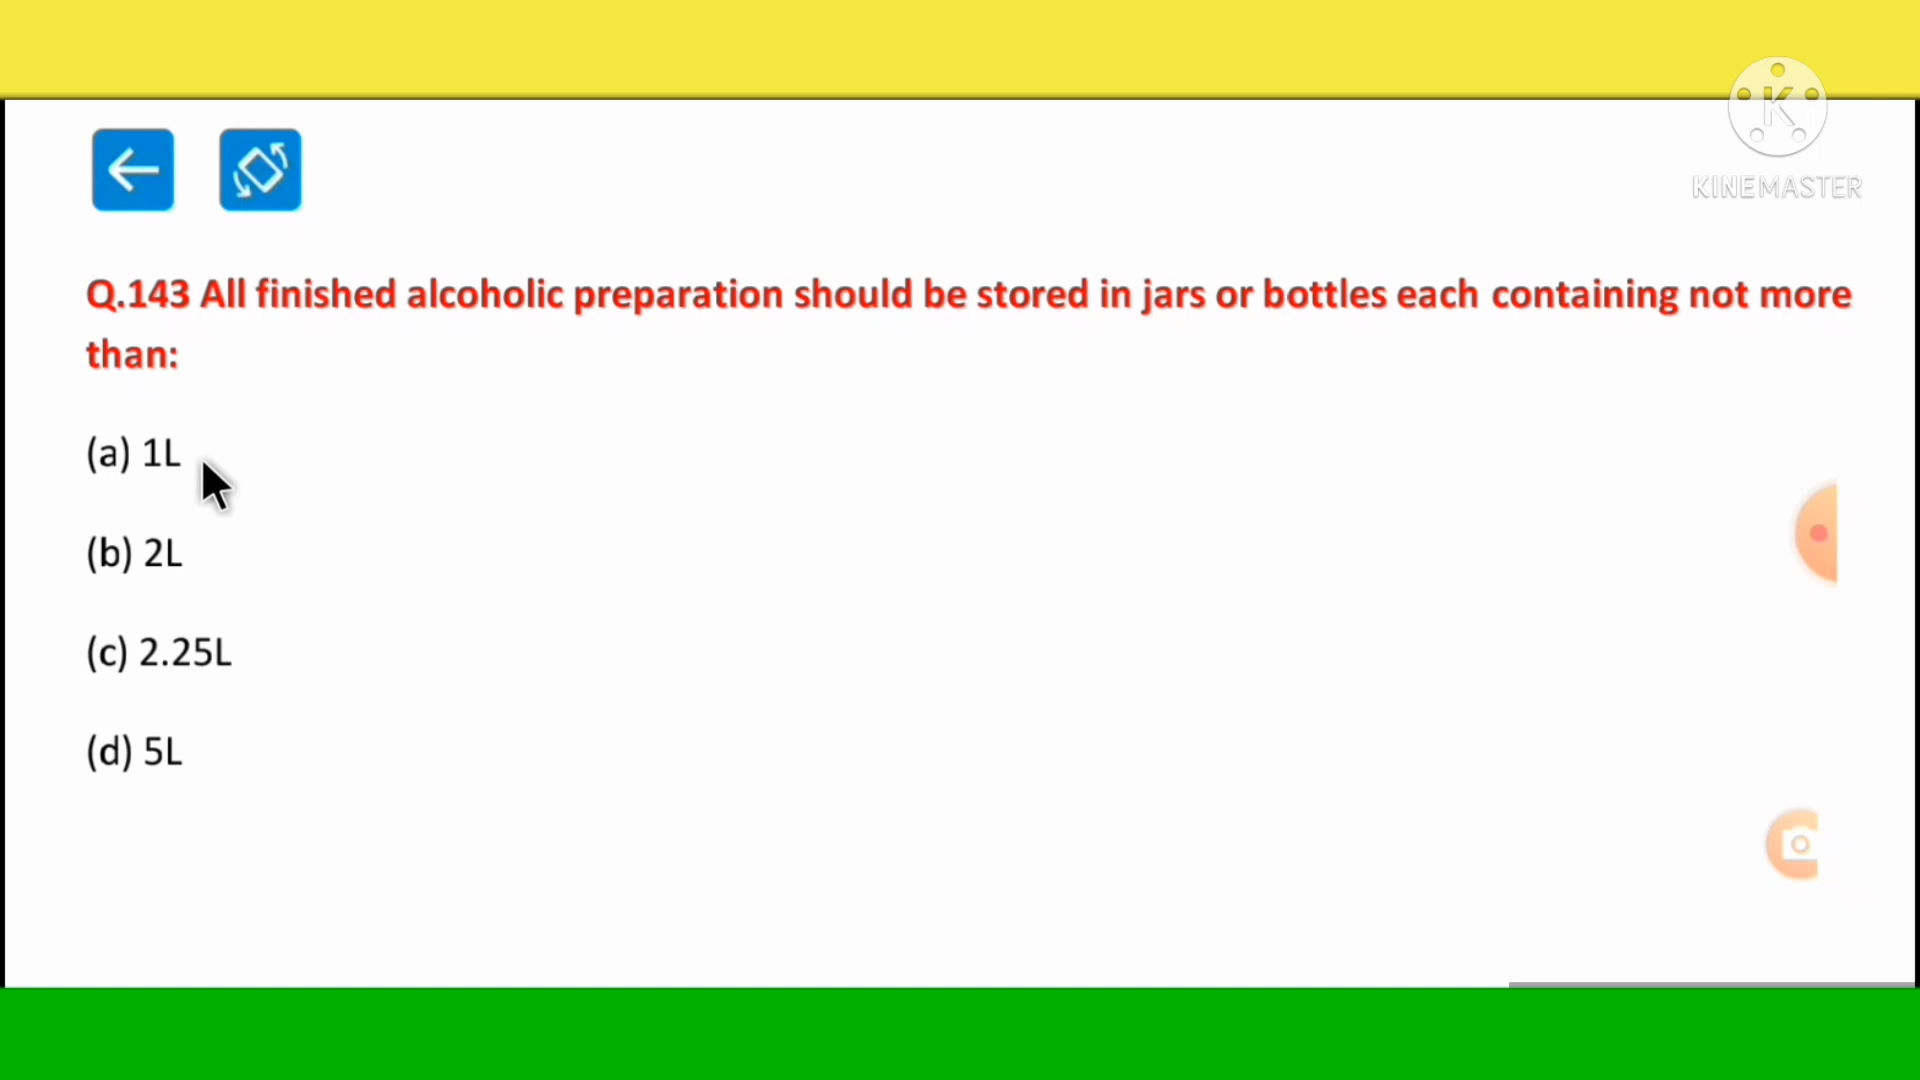 K
KINEMASTER
Q.143 All finished alcoholic preparation should be stored in jars or bottles each containing not more
than:
(a) 1L
(b) 2L
(c) 2.25L
(d) 5L